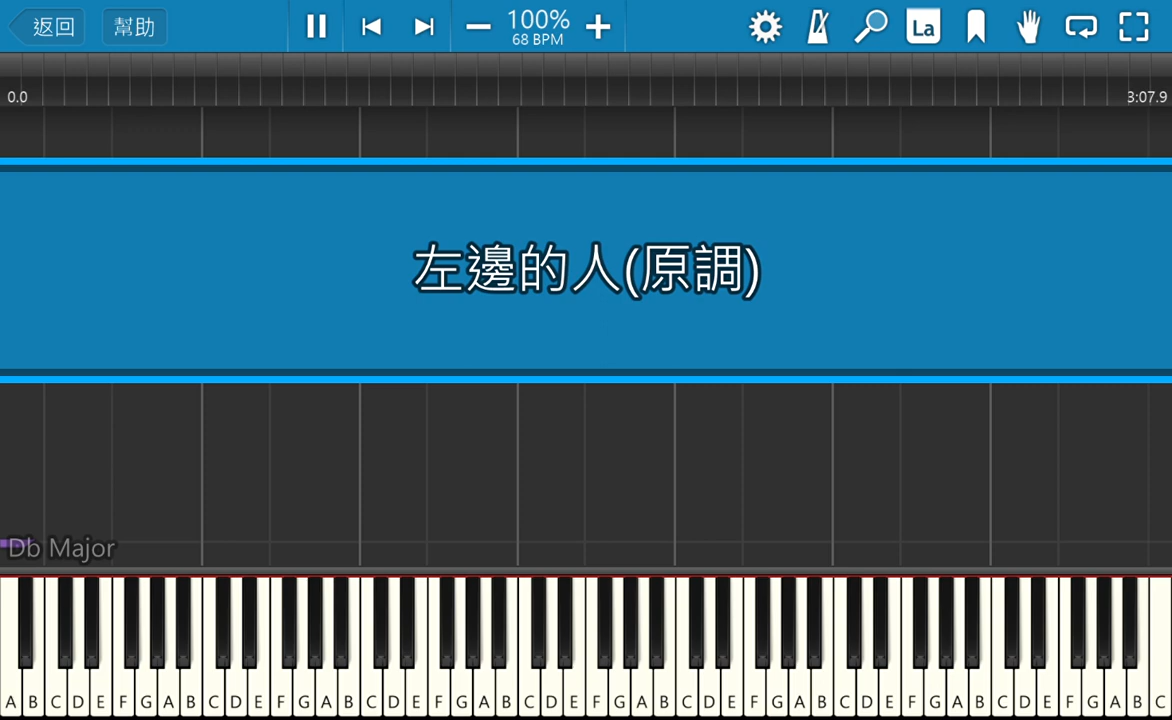 返回 幫助 100% La
68 BPM
0.0 3:07.9
左邊的人(原調)
Db Major
A B C D E F G A B C D E F G A B C D E F G A B C D E F G A B C D E F G A B C D E F G A B C D E F G A B C